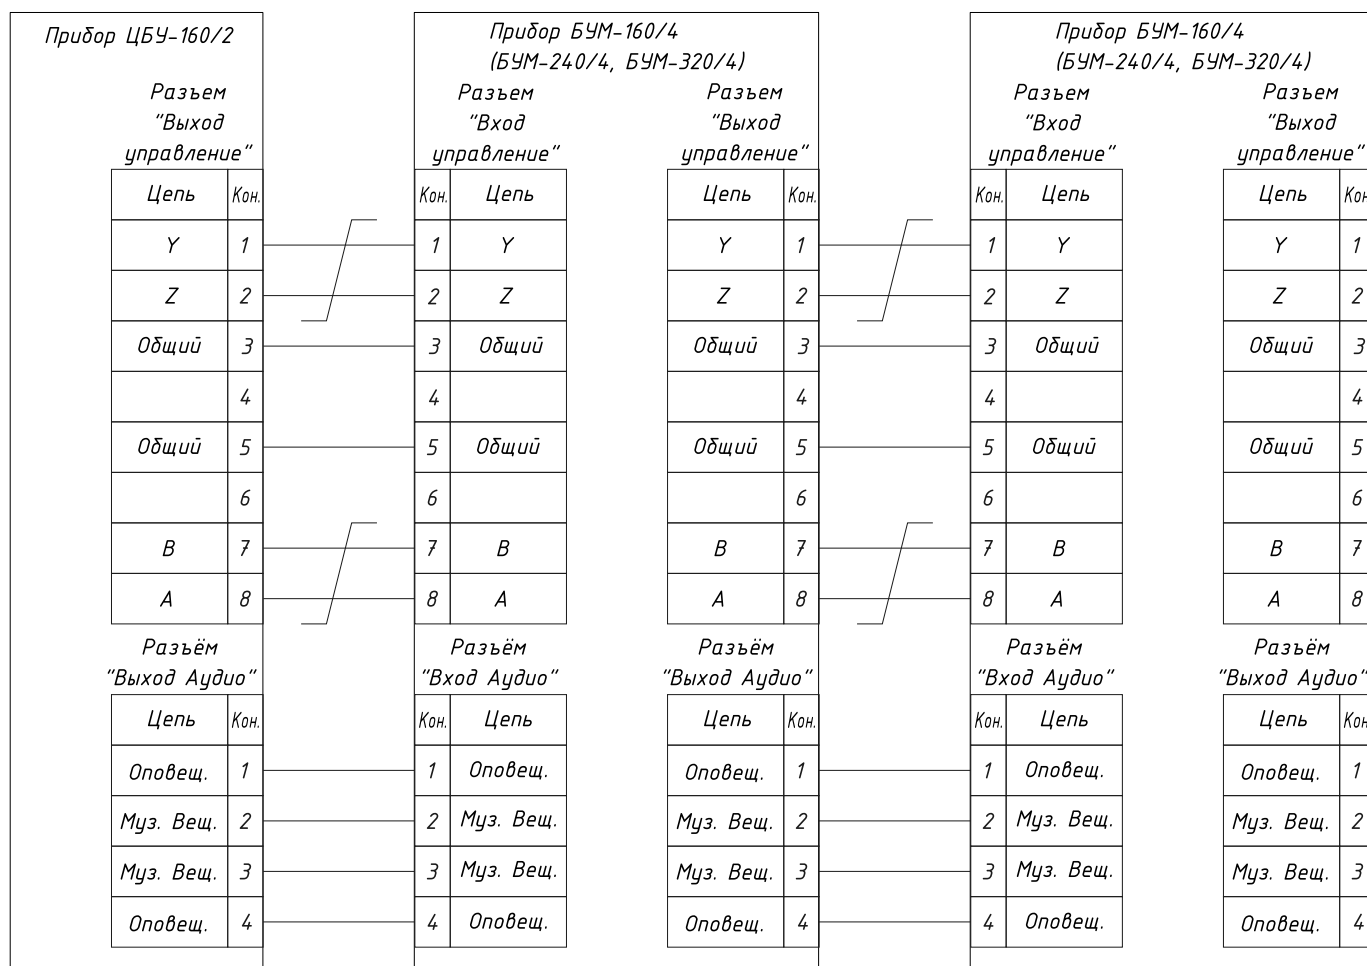 Прибор ЦБУ-160/2
Прибор БУМ-160/4
(БУМ-240/4, БУМ-320/4)
Прибор БУМ-160/4
(БУМ-240/4, БУМ-320/4)
Разъем
"Выход
управление"
Разъем
"Вход
управление"
Разъем
"Выход
управление"
Разъем
"Вход
управление"
Разъем
"Выход
управление"
Цепь Кон. Кон. Цепь Цепь Кон. Кон. Цепь Цепь Кон
Y 1 1 Y Y 1 1 Y Y 1
Z 2 2 Z Z 2 2 Z Z 2
Общий 3 3 Общий Общий 3 3 Общий Общий 3
4 4 4 4 4
Общий 5 5 Общий Общий 5 5 Общий Общий 5
6 6 6 6 6
B 7 7 B B 7 7 B B 7
A 8 8 A A 8 8 A A 8
Разъём
"Выход Аудио"
Разъём
"Вход Аудио"
Разъём
"Выход Аудио"
Разъём
"Вход Аудио"
Разъём
"Выход Аудио"
Цепь Кон. Кон. Цепь Цепь Кон. Кон. Цепь Цепь Кон
Оповещ. 1 1 Оповещ. Оповещ. 1 1 Оповещ. Оповещ. 1
Муз. Вещ. 2 2 Муз. Вещ. Муз. Вещ. 2 2 Муз. Вещ. Муз. Вещ. 2
Муз. Вещ. 3 3 Муз. Вещ. Муз. Вещ. 3 3 Муз. Вещ. Муз. Вещ. 3
Оповещ. 4 4 Оповещ. Оповещ. 4 4 Оповещ. Оповещ. 4